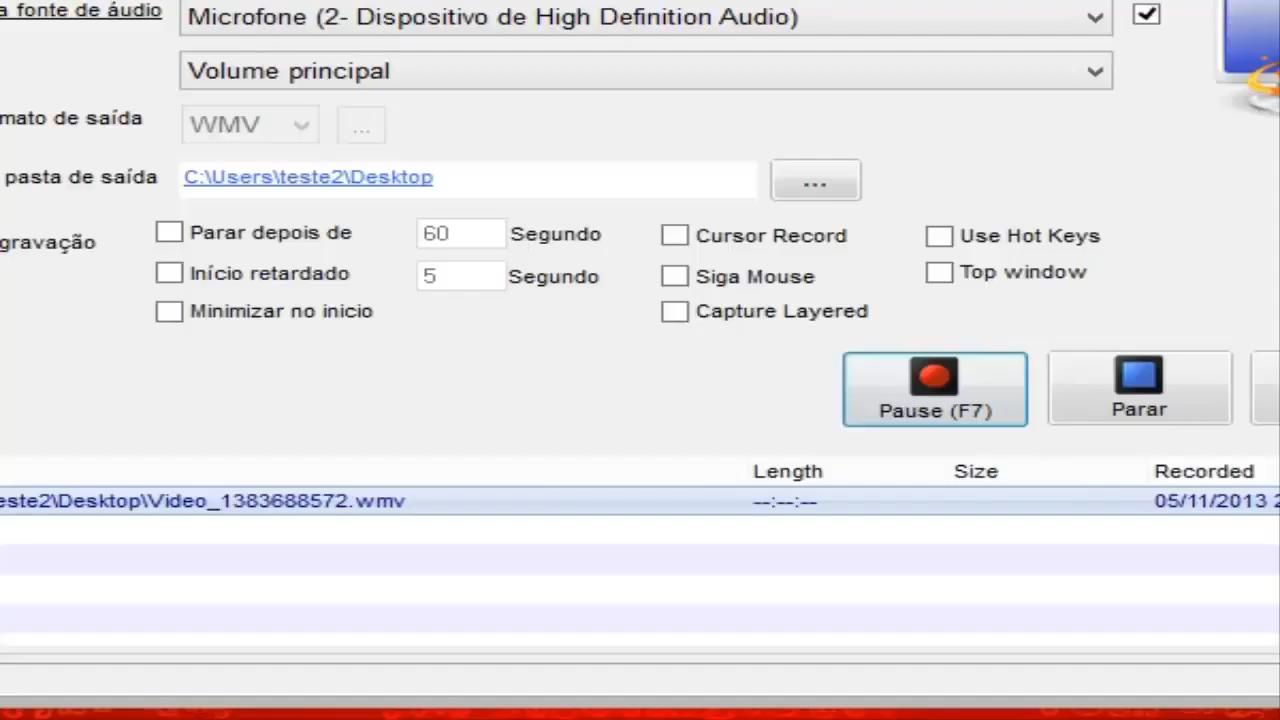 a fonte de áudio
Microfone (2- Dispositivo de High Definition Audio)
Volume principal
mato de saída
WMV
...
pasta de saída
C:\Users\teste2\Desktop
...
gravação
Parar depois de 60 Segundo
Cursor Record
Use Hot Keys
Início retardado 5 Segundo
Siga Mouse
Top window
Minimizar no inicio
Capture Layered
Pause (F7)
Parar
Length Size Recorded
este2\Desktop\Video_1383688572.wmv --:--:-- 05/11/2013 2